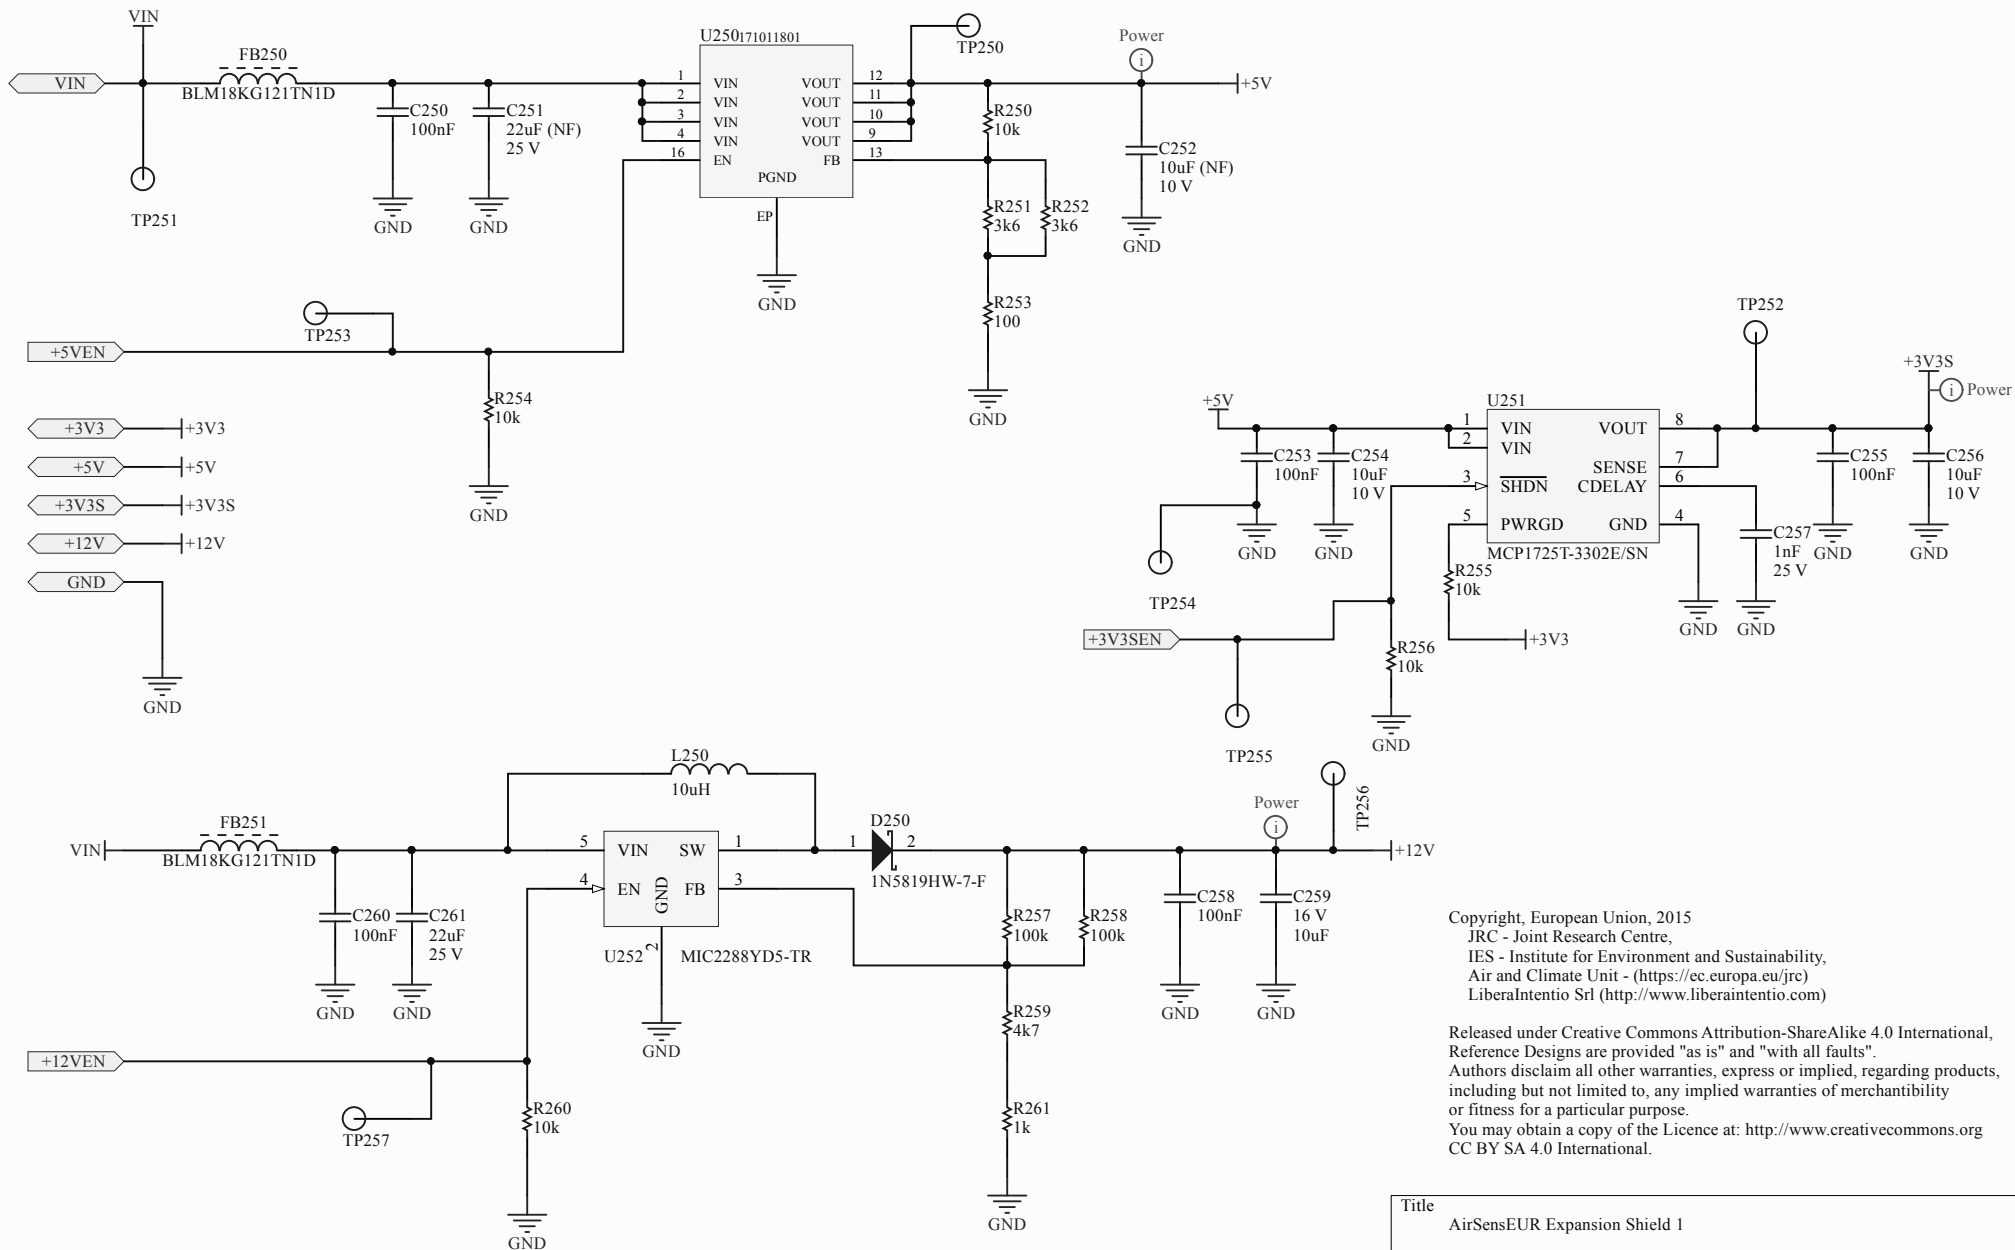 VIN
VIN
FB250
BLM18KG121TN1D
TP251
C250
100nF
GND
C251
22uF (NF)
25 V
GND
U250 171011801
1 VIN
2 VIN
3 VIN
4 VIN
16 EN
VOUT 12
VOUT 11
VOUT 10
VOUT 9
FB 13
PGND
EP
GND
TP250
Power
i
+5V
R250
10k
C252
10uF (NF)
10 V
GND
R251
3k6
R252
3k6
R253
100
GND
TP253
+5VEN
R254
10k
GND
+3V3 +3V3
+5V +5V
+3V3S +3V3S
+12V +12V
GND
GND
TP252
+3V3S
i Power
+5V
U251
1 VIN
2 VIN
3 SHDN
5 PWRGD
VOUT 8
SENSE 7
CDELAY 6
GND 4
MCP1725T-3302E/SN
C253
100nF
GND
C254
10uF
10 V
GND
C255
100nF
GND
C256
10uF
10 V
GND
C257
1nF
25 V
GND
GND
TP254
R255
10k
+3V3
+3V3SEN
R256
10k
GND
TP255
L250
10uH
VIN
FB251
BLM18KG121TN1D
C260
100nF
GND
C261
22uF
25 V
GND
5 VIN
4 EN
SW 1
FB 3
GND
2
U252
MIC2288YD5-TR
GND
D250
1 2
1N5819HW-7-F
Power
i
TP256
+12V
R257
100k
R258
100k
C258
100nF
GND
C259
16 V
10uF
GND
R259
4k7
R261
1k
GND
+12VEN
TP257
R260
10k
GND
Copyright, European Union, 2015
JRC - Joint Research Centre,
IES - Institute for Environment and Sustainability,
Air and Climate Unit - (https://ec.europa.eu/jrc)
LiberaIntentio Srl (http://www.liberaintentio.com)
Released under Creative Commons Attribution-ShareAlike 4.0 International,
Reference Designs are provided "as is" and "with all faults".
Authors disclaim all other warranties, express or implied, regarding products,
including but not limited to, any implied warranties of merchantibility
or fitness for a particular purpose.
You may obtain a copy of the Licence at: http://www.creativecommons.org
CC BY SA 4.0 International.
Title
AirSensEUR Expansion Shield 1